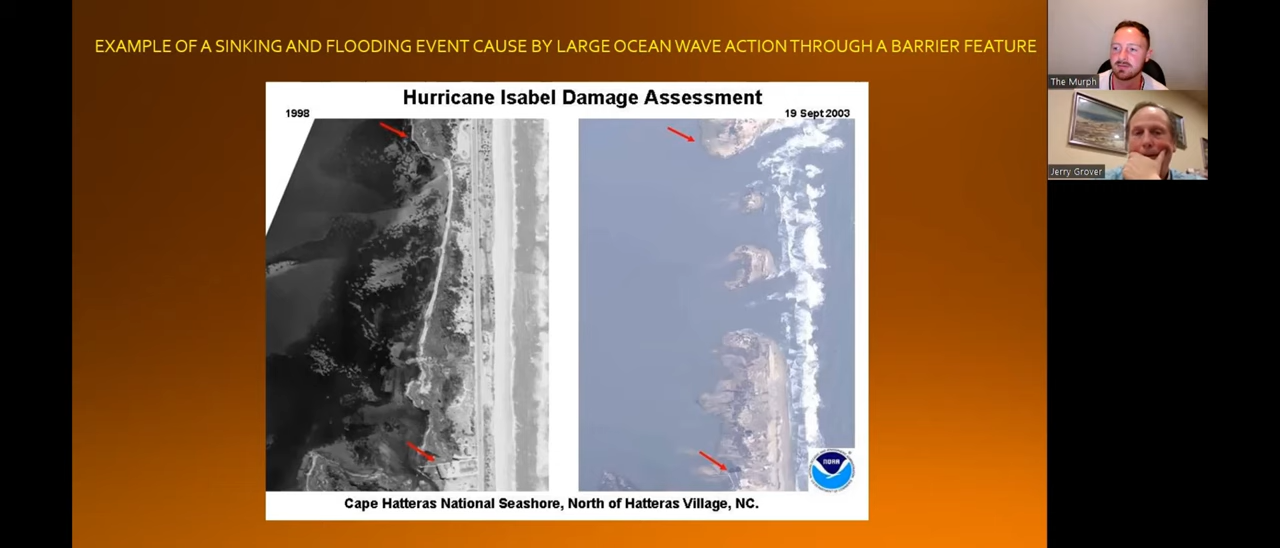 EXAMPLE OF A SINKING AND FLOODING EVENT CAUSE BY LARGE OCEAN WAVE ACTION THROUGH A BARRIER FEATURE
Hurricane Isabel Damage Assessment
1998
19 Sept 2003
NOAA
Cape Hatteras National Seashore, North of Hatteras Village, NC.
The Murph
Jerry Grover